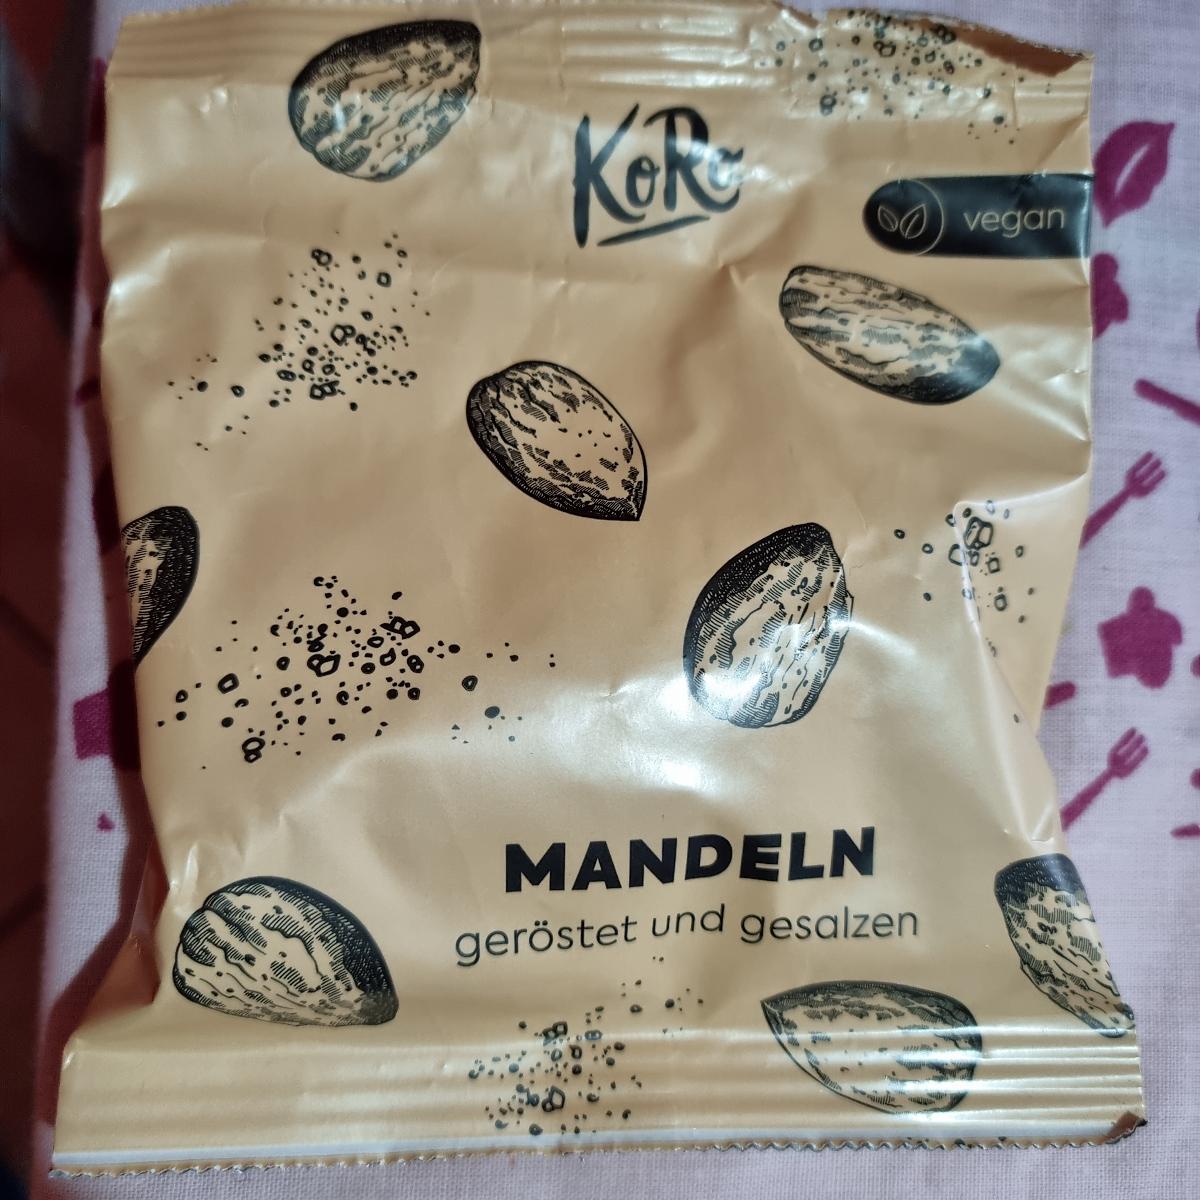 KoRo
vegan
MANDELN
geröstet und gesalzen